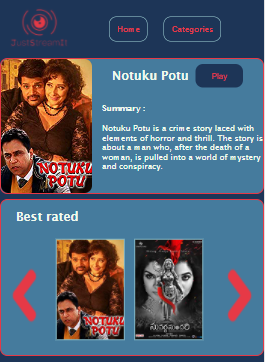 JustStreamIt
Home
Categories
Notuku Potu
Play
Summary :
Notuku Potu is a crime story laced with
elements of horror and thrill. The story is
about a man who, after the death of a
woman, is pulled into a world of mystery
and conspiracy.
NOTUKU
POTU
Best rated
NOTUKU
POTU